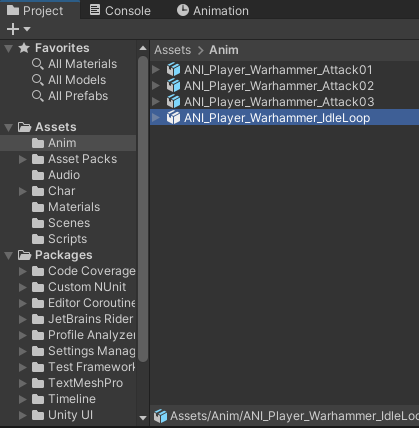 Project Console Animation
Favorites
All Materials
All Models
All Prefabs
Assets
Anim
Asset Packs
Audio
Char
Materials
Scenes
Scripts
Packages
Code Coverage
Custom NUnit
Editor Coroutine
JetBrains Rider
Profile Analyzer
Settings Manag
Test Framework
TextMeshPro
Timeline
Unity UI
Assets > Anim
ANI_Player_Warhammer_Attack01
ANI_Player_Warhammer_Attack02
ANI_Player_Warhammer_Attack03
ANI_Player_Warhammer_IdleLoop
Assets/Anim/ANI_Player_Warhammer_IdleLoo